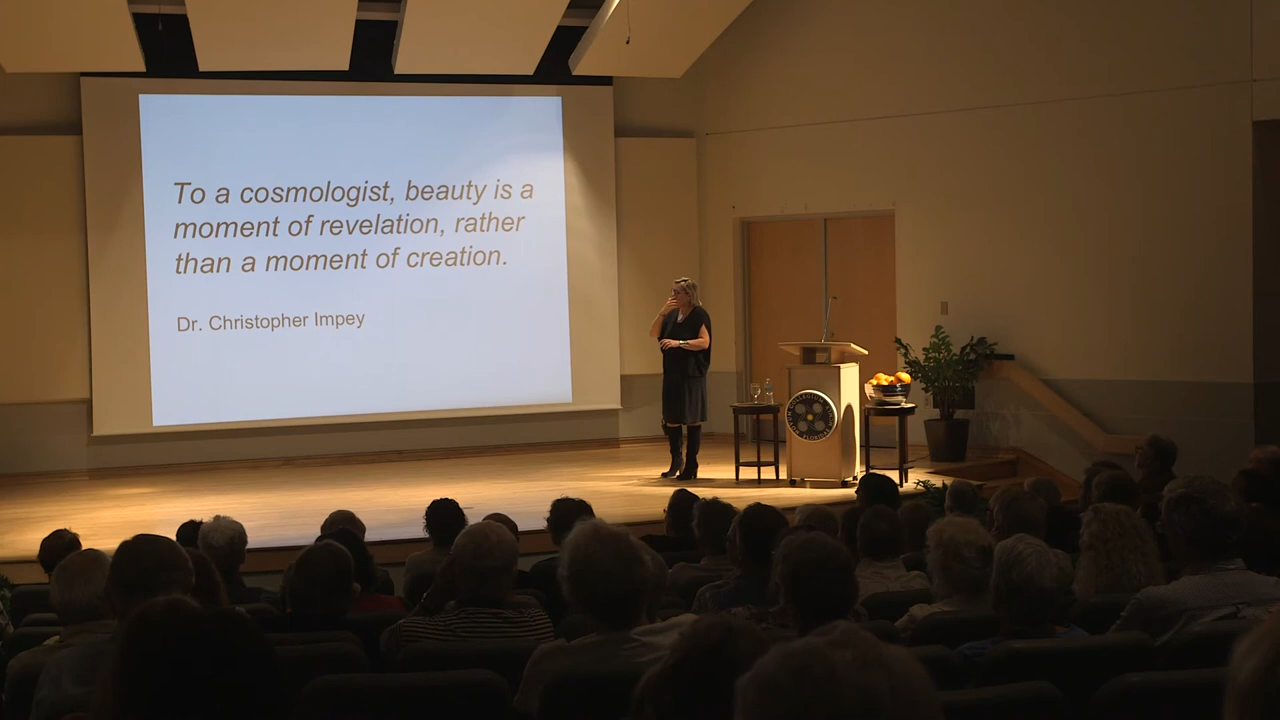 To a cosmologist, beauty is a
moment of revelation, rather
than a moment of creation.
Dr. Christopher Impey